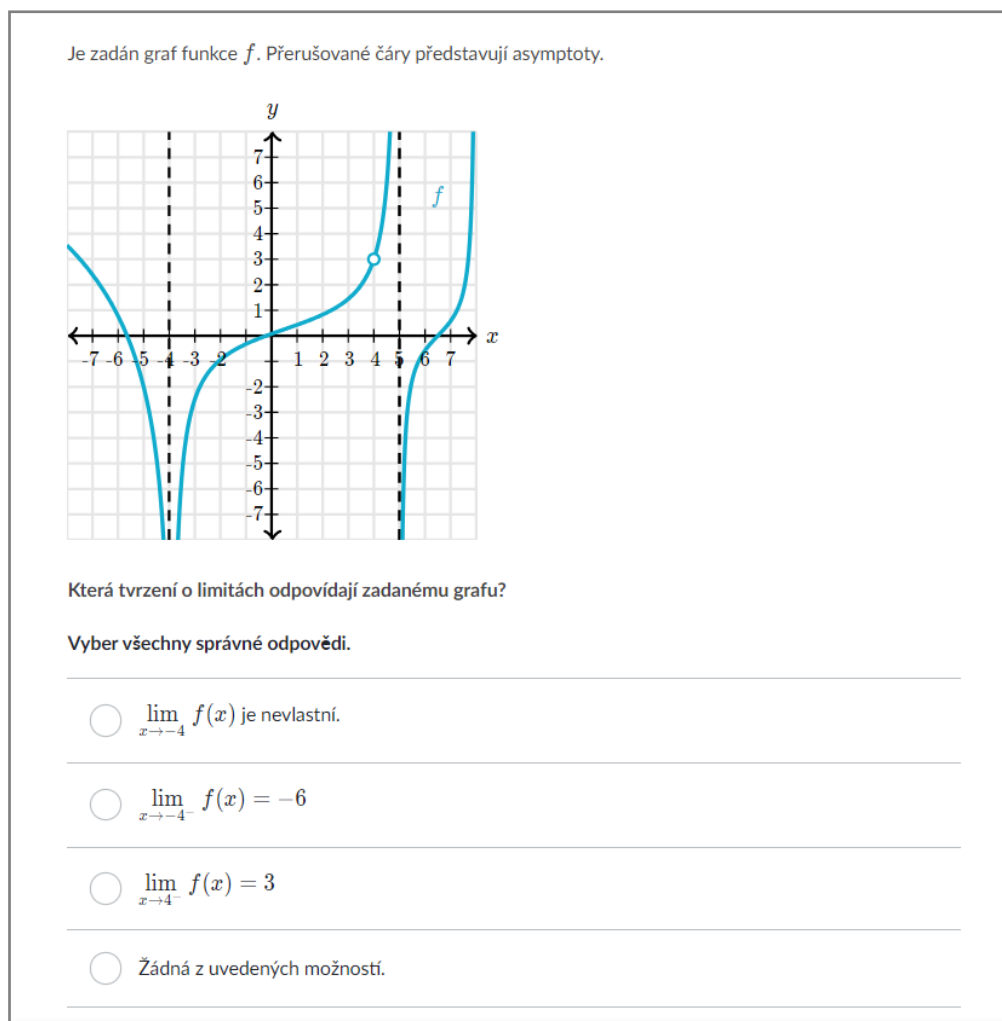 Je zadán graf funkce f. Přerušované čáry představují asymptoty.
y
7
6
5
4
3
2
1
f
x
-7 -6 -5 -4 -3 -2 1 2 3 4 5 6 7
-2
-3
-4
-5
-6
-7
Která tvrzení o limitách odpovídají zadanému grafu?
Vyber všechny správné odpovědi.
lim f(x) je nevlastní.
x→−4
lim f(x) = −6
x→−4⁻
lim f(x) = 3
x→4⁻
Žádná z uvedených možností.